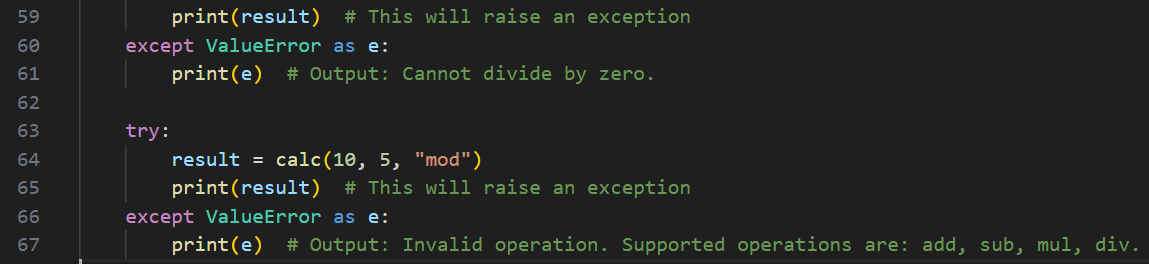 59 print(result)  # This will raise an exception
60 except ValueError as e:
61 print(e)  # Output: Cannot divide by zero.
62
63 try:
64 result = calc(10, 5, "mod")
65 print(result)  # This will raise an exception
66 except ValueError as e:
67 print(e)  # Output: Invalid operation. Supported operations are: add, sub, mul, div.